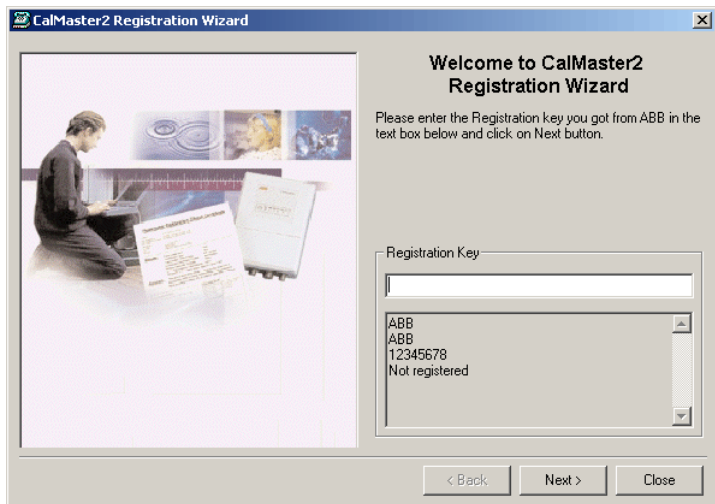 CalMaster2 Registration Wizard
Welcome to CalMaster2
Registration Wizard
Please enter the Registration key you got from ABB in the
text box below and click on Next button.
Registration Key
ABB
ABB
12345678
Not registered
< Back
Next >
Close